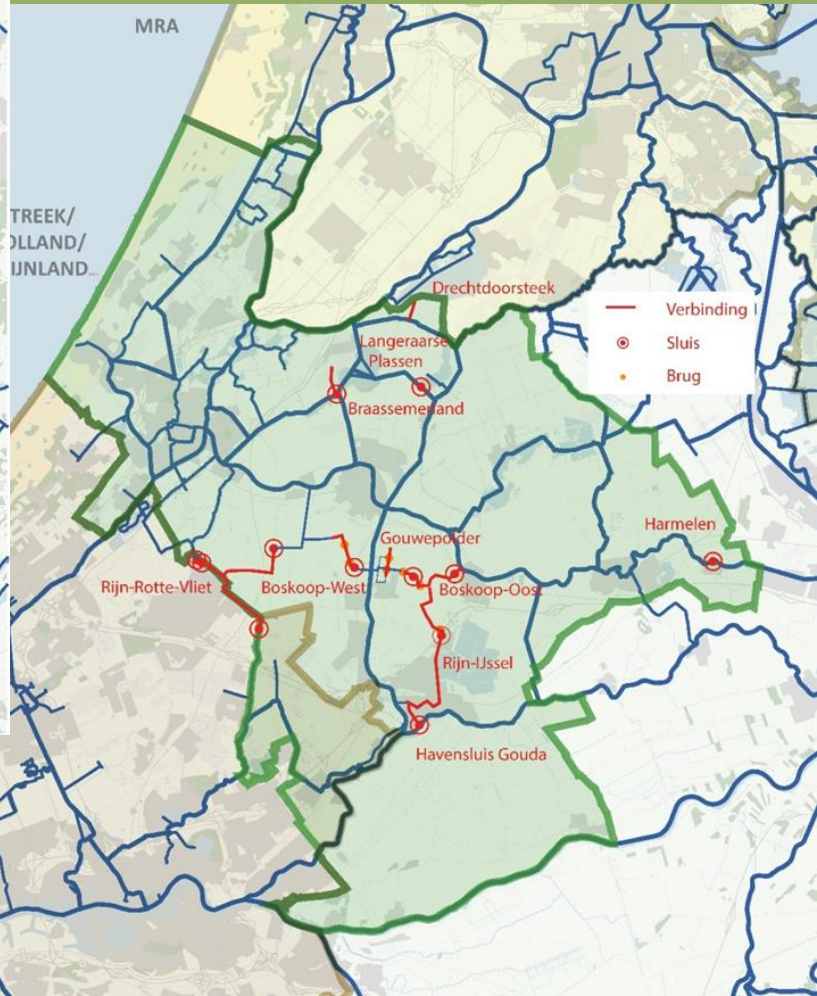 MRA
TREEK/
OLLAND/
IJNLAND
Drechtdoorsteek
Verbinding
Sluis
Brug
Langeraarse
Plassen
Braassemerland
Gouwepolder
Harmelen
Rijn-Rotte-Vliet
Boskoop-West
Boskoop-Oost
Rijn-IJssel
Havensluis Gouda